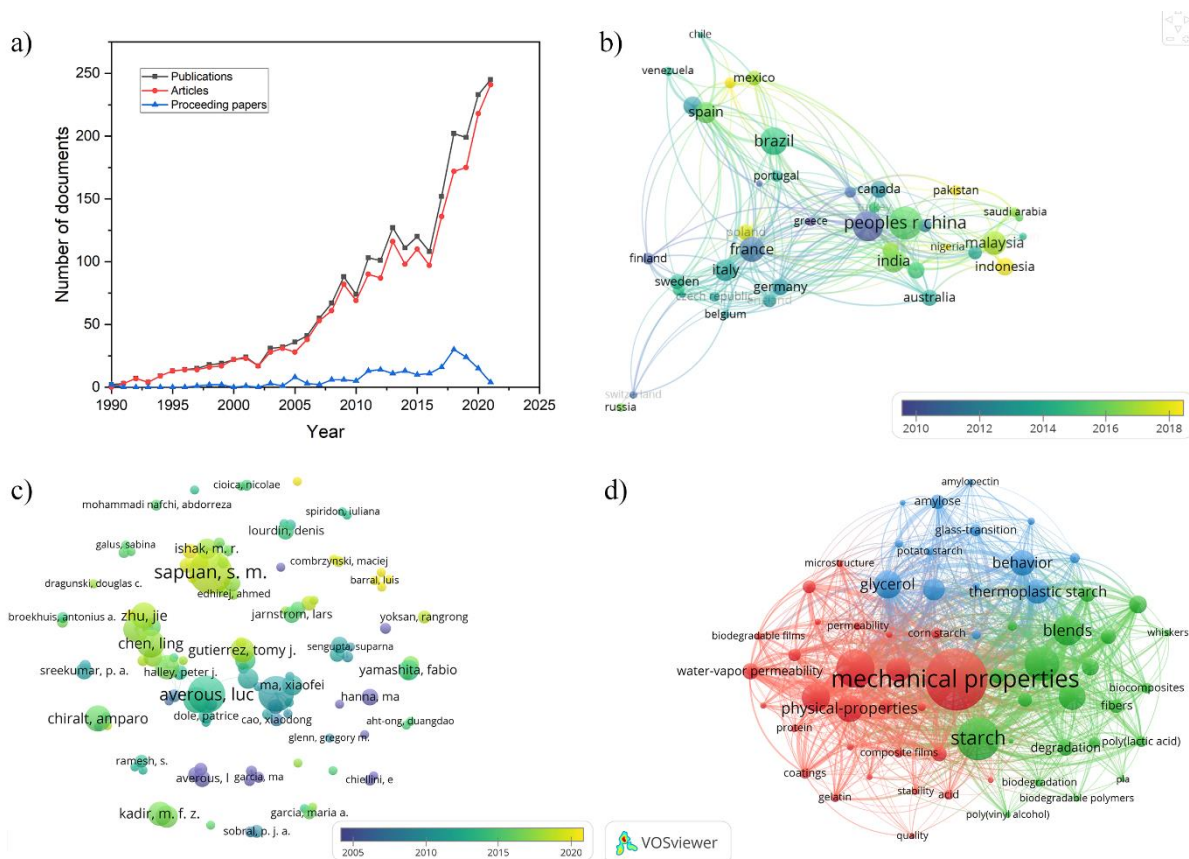 a)
Number of documents
250
200
150
100
50
0
Publications
Articles
Proceeding papers
1990
1995
2000
2005
2010
2015
2020
2025
Year
b)
chile
venezuela
mexico
spain
brazil
portugal
canada
pakistan
greece
peoples r china
saudi arabia
poland
france
nigeria
malaysia
finland
india
indonesia
italy
sweden
germany
czech republic
australia
belgium
switzerland
russia
2010
2012
2014
2016
2018
c)
cioica, nicolae
mohammadi nafchi, abdorreza
spiridon, iuliana
lourdin, denis
galus, sabina
ishak, m. r.
combrzynski, maciej
sapuan, s. m.
barral, luis
dragunski, douglas c.
edhirej, ahmed
broekhuis, antonius a.
zhu, jie
jarnstrorn, lars
yoksan, rangrong
chen, ling
gutierrez, tomy j.
sengupta, suparna
sreekumar, p. a.
halley, peter j.
yamashita, fabio
averous, luc
ma, xiaofei
hanna, ma
chiralt, amparo
dole, patrice
cao, xiaodong
aht-ong, duangdao
glenn, gregory m.
ramesh, s.
averous, l
garcia, ma
chiellini, e
kadir, m. f. z.
garcia, maria a.
sobral, p. j. a.
2005
2010
2015
2020
VOSviewer
d)
amylopectin
amylose
glass-transition
potato starch
behavior
microstructure
glycerol
thermoplastic starch
permeability
biodegradable films
corn starch
blends
whiskers
water-vapor permeability
mechanical properties
biocomposites
physical-properties
fibers
protein
starch
composite films
degradation
poly(lactic acid)
coatings
stability
biodegradation
pla
gelatin
acid
biodegradable polymers
poly(vinyl alcohol)
quality